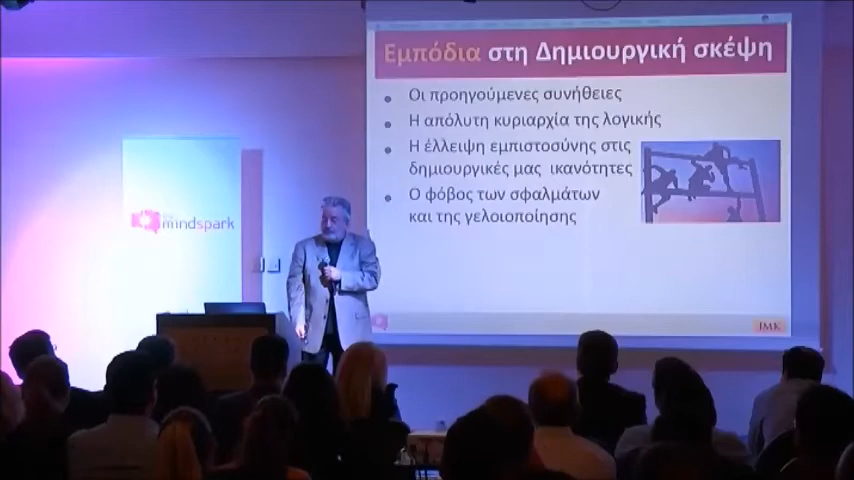 Εμπόδια στη Δημιουργική σκέψη
Οι προηγούμενες συνήθειες
Η απόλυτη κυριαρχία της λογικής
Η έλλειψη εμπιστοσύνης στις
δημιουργικές μας ικανότητες
Ο φόβος των σφαλμάτων
και της γελοιοποίησης
mindspark
IMK